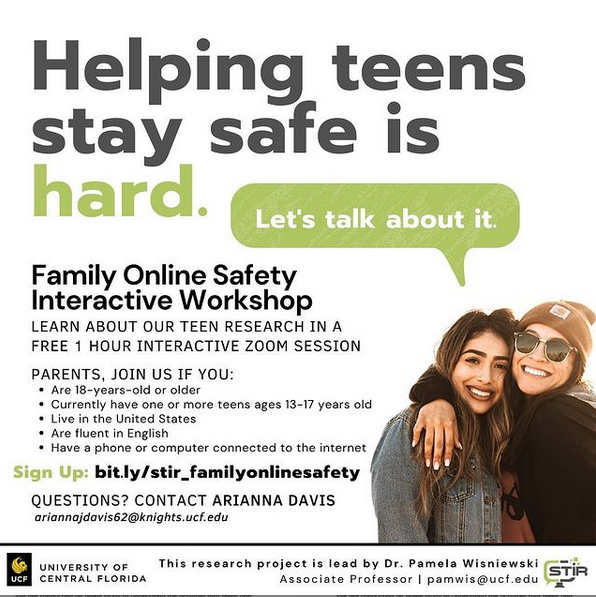 Helping teens
stay safe is
hard.
Let's talk about it.
Family Online Safety
Interactive Workshop
LEARN ABOUT OUR TEEN RESEARCH IN A
FREE 1 HOUR INTERACTIVE ZOOM SESSION
PARENTS, JOIN US IF YOU:
• Are 18-years-old or older
• Currently have one or more teens ages 13-17 years old
• Live in the United States
• Are fluent in English
• Have a phone or computer connected to the internet
Sign Up: bit.ly/stir_familyonlinesafety
QUESTIONS? CONTACT ARIANNA DAVIS
ariannajdavis62@knights.ucf.edu
UCF
UNIVERSITY OF
CENTRAL FLORIDA
This research project is lead by Dr. Pamela Wisniewski
Associate Professor | pamwis@ucf.edu
STIR